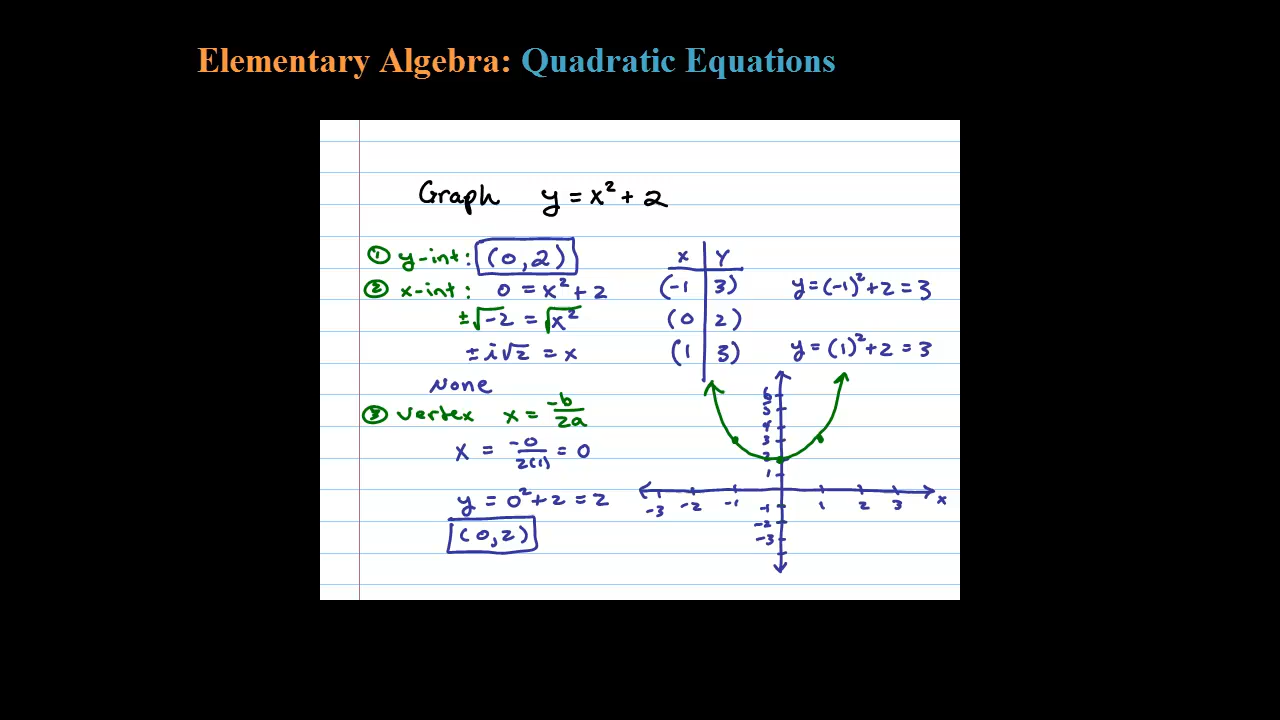 Elementary Algebra: Quadratic Equations
Graph y = x² + 2
① y-int: (0, 2)
② x-int: 0 = x² + 2
±√-2 = √x²
± i√2 = x
None
③ vertex x = -b/2a
x = -0/2(1) = 0
y = 0² + 2 = 2
(0, 2)
x y
(-1 3) y = (-1)² + 2 = 3
(0 2)
(1 3) y = (1)² + 2 = 3
6
5
4
3
2
1
-3 -2 -1 1 2 3 x
-1
-2
-3